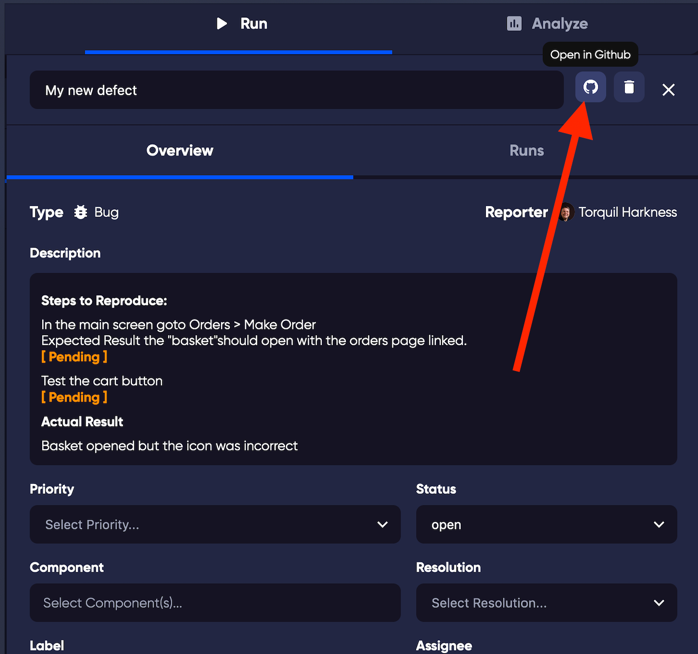 Run
Analyze
Open in Github
My new defect
Overview
Runs
Type Bug
Reporter Torquil Harkness
Description
Steps to Reproduce:
In the main screen goto Orders > Make Order
Expected Result the "basket"should open with the orders page linked.
[ Pending ]
Test the cart button
[ Pending ]
Actual Result
Basket opened but the icon was incorrect
Priority
Status
Select Priority...
open
Component
Resolution
Select Component(s)...
Select Resolution...
Label
Assignee